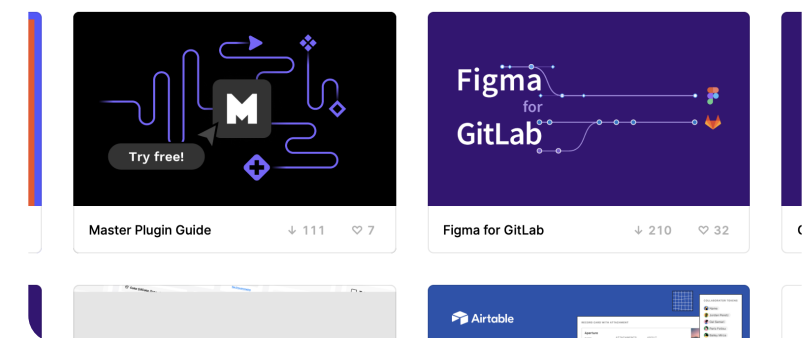 M
Try free!
Figma
for
GitLab
Master Plugin Guide
111
7
Figma for GitLab
210
32
Airtable